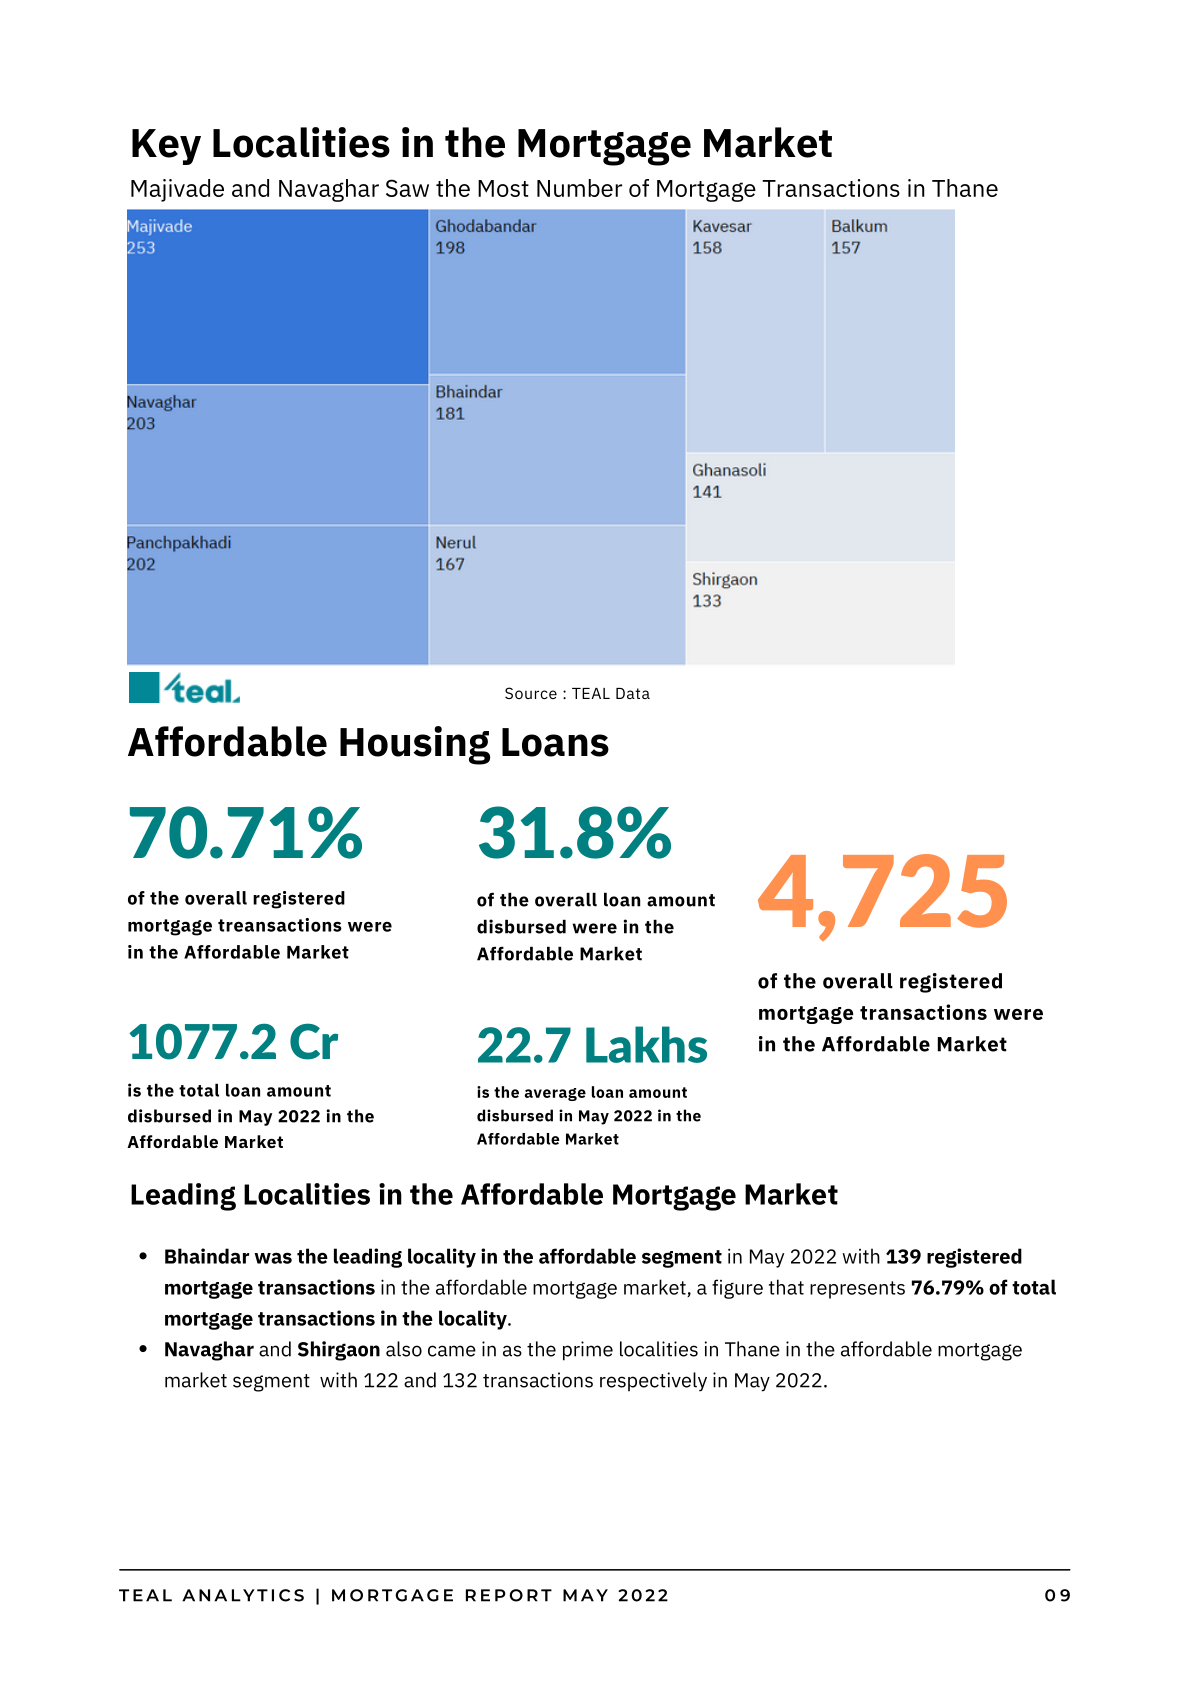 Key Localities in the Mortgage Market
Majivade and Navaghar Saw the Most Number of Mortgage Transactions in Thane
Majivade
253
Navaghar
203
Panchpakhadi
202
Ghodabandar
198
Bhaindar
181
Nerul
167
Kavesar
158
Balkum
157
Ghanasoli
141
Shirgaon
133
teal.
Source : TEAL Data
Affordable Housing Loans
70.71%
of the overall registered
mortgage treansactions were
in the Affordable Market
31.8%
of the overall loan amount
disbursed were in the
Affordable Market
4,725
of the overall registered
mortgage transactions were
in the Affordable Market
1077.2 Cr
is the total loan amount
disbursed in May 2022 in the
Affordable Market
22.7 Lakhs
is the average loan amount
disbursed in May 2022 in the
Affordable Market
Leading Localities in the Affordable Mortgage Market
• Bhaindar was the leading locality in the affordable segment in May 2022 with 139 registered
mortgage transactions in the affordable mortgage market, a figure that represents 76.79% of total
mortgage transactions in the locality.
• Navaghar and Shirgaon also came in as the prime localities in Thane in the affordable mortgage
market segment with 122 and 132 transactions respectively in May 2022.
TEAL ANALYTICS | MORTGAGE REPORT MAY 2022
09